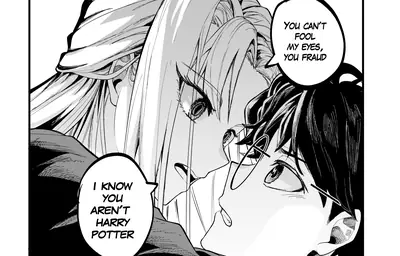 YOU CAN'T
FOOL
MY EYES,
YOU FRAUD
I KNOW
YOU
AREN'T
HARRY
POTTER